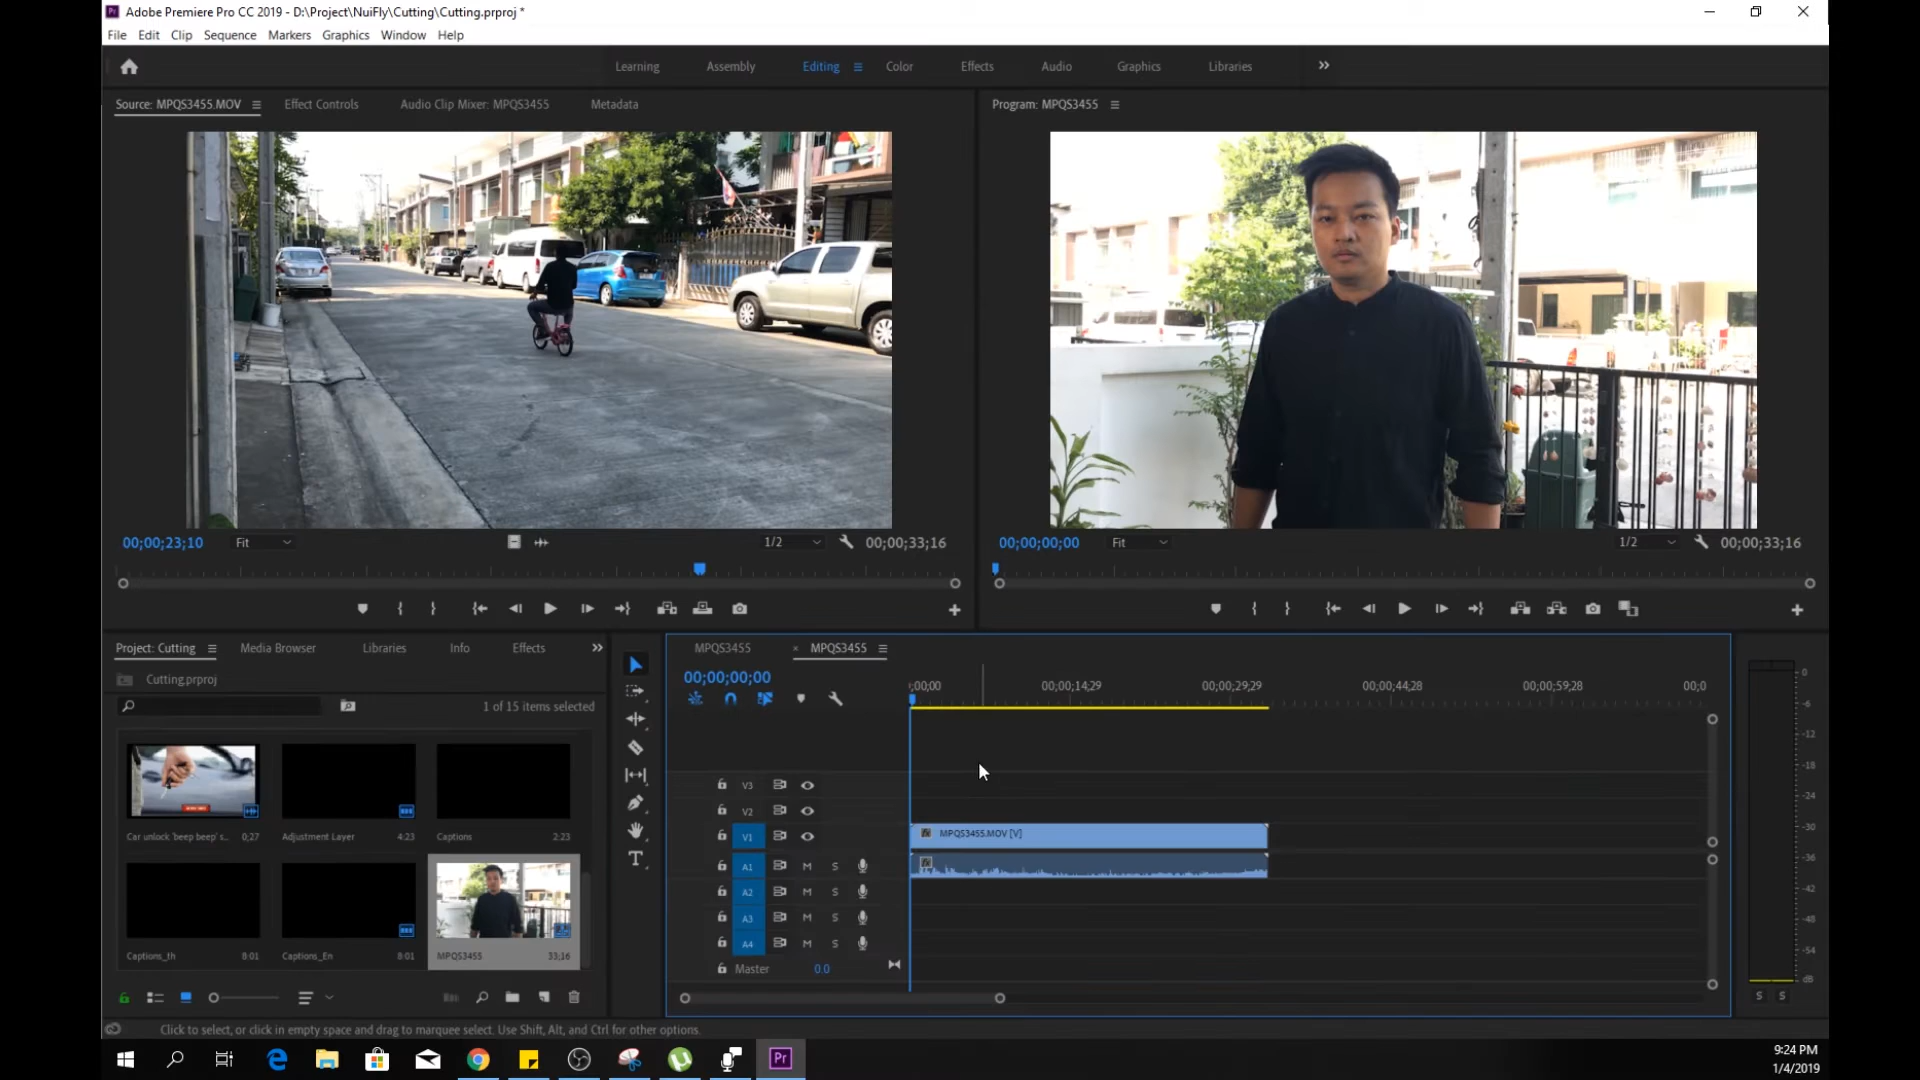 Adobe Premiere Pro CC 2019 - D:\Project\NuiFly\Cutting\Cutting.prproj *
File Edit Clip Sequence Markers Graphics Window Help
Learning Assembly Editing Color Effects Audio Graphics Libraries
Source: MPQS3455.MOV Effect Controls Audio Clip Mixer: MPQS3455 Metadata
Program: MPQS3455
00;00;23;10 Fit 1/2 00;00;33;16
00;00;00;00 Fit 1/2 00;00;33;16
Project: Cutting Media Browser Libraries Info Effects
Cutting.prproj
1 of 15 items selected
Car unlock 'beep beep' s... 0;27
Adjustment Layer 4:23
Captions 2:23
Captions_th 8:01
Captions_En 8:01
MPQS3455 33;16
MPQS3455 × MPQS3455
00;00;00;00
;00;00 00;00;14;29 00;00;29;29 00;00;44;28 00;00;59;28 00;0
V3
V2
V1 MPQS3455.MOV [V]
A1 M S
A2 M S
A3 M S
A4 M S
Master 0.0
0
-6
-12
-18
-24
-30
-36
-42
-48
-54
dB
S S
Click to select, or click in empty space and drag to marquee select. Use Shift, Alt, and Ctrl for other options.
Pr
9:24 PM
1/4/2019